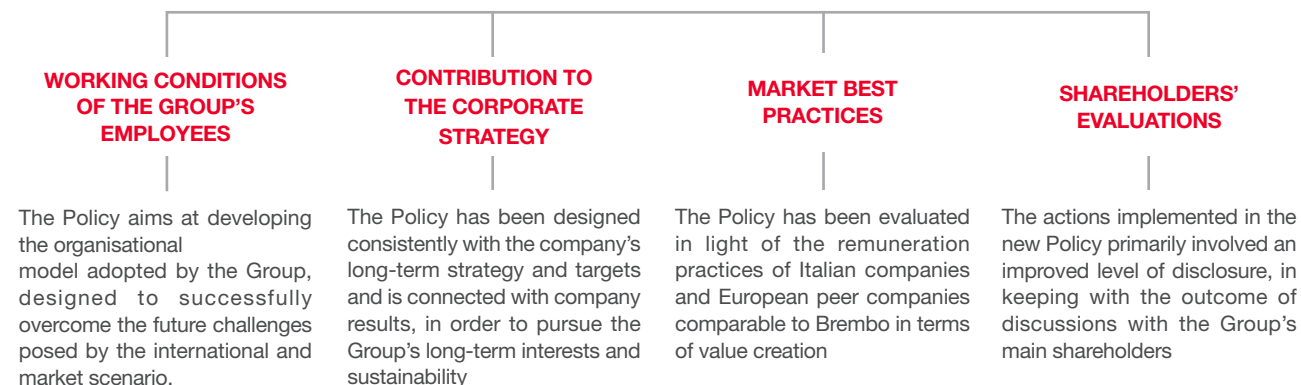 WORKING CONDITIONS
OF THE GROUP'S
EMPLOYEES
The Policy aims at developing
the organisational
model adopted by the Group,
designed to successfully
overcome the future challenges
posed by the international and
market scenario.
CONTRIBUTION TO
THE CORPORATE
STRATEGY
The Policy has been designed
consistently with the company's
long-term strategy and targets
and is connected with company
results, in order to pursue the
Group's long-term interests and
sustainability
MARKET BEST
PRACTICES
The Policy has been evaluated
in light of the remuneration
practices of Italian companies
and European peer companies
comparable to Brembo in terms
of value creation
SHAREHOLDERS'
EVALUATIONS
The actions implemented in the
new Policy primarily involved an
improved level of disclosure, in
keeping with the outcome of
discussions with the Group's
main shareholders